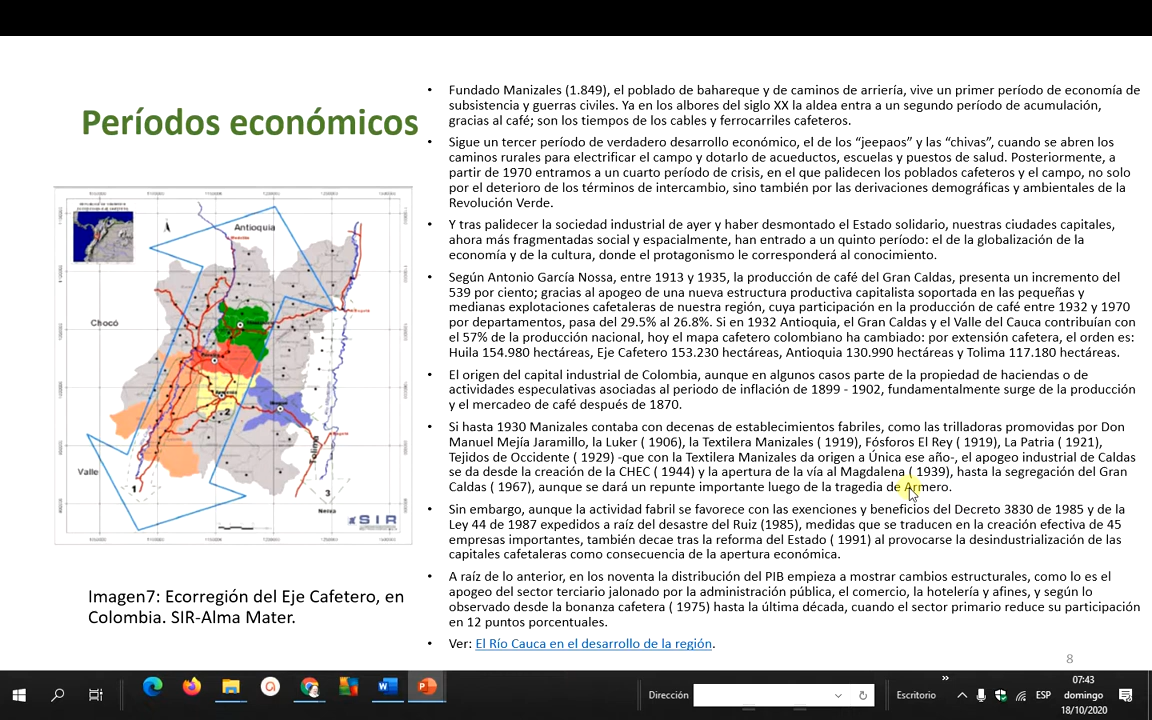 Períodos económicos
Antioquia
Chocó
Valle
Tolima
Neiva
1
2
3
SIR
Imagen7: Ecorregión del Eje Cafetero, en
Colombia. SIR-Alma Mater.
• Fundado Manizales (1.849), el poblado de bahareque y de caminos de arriería, vive un primer período de economía de
subsistencia y guerras civiles. Ya en los albores del siglo XX la aldea entra a un segundo período de acumulación,
gracias al café; son los tiempos de los cables y ferrocarriles cafeteros.
• Sigue un tercer período de verdadero desarrollo económico, el de los “jeepaos” y las “chivas”, cuando se abren los
caminos rurales para electrificar el campo y dotarlo de acueductos, escuelas y puestos de salud. Posteriormente, a
partir de 1970 entramos a un cuarto período de crisis, en el que palidecen los poblados cafeteros y el campo, no solo
por el deterioro de los términos de intercambio, sino también por las derivaciones demográficas y ambientales de la
Revolución Verde.
• Y tras palidecer la sociedad industrial de ayer y haber desmontado el Estado solidario, nuestras ciudades capitales,
ahora más fragmentadas social y espacialmente, han entrado a un quinto período: el de la globalización de la
economía y de la cultura, donde el protagonismo le corresponderá al conocimiento.
• Según Antonio García Nossa, entre 1913 y 1935, la producción de café del Gran Caldas, presenta un incremento del
539 por ciento; gracias al apogeo de una nueva estructura productiva capitalista soportada en las pequeñas y
medianas explotaciones cafetaleras de nuestra región, cuya participación en la producción de café entre 1932 y 1970
por departamentos, pasa del 29.5% al 26.8%. Si en 1932 Antioquia, el Gran Caldas y el Valle del Cauca contribuían con
el 57% de la producción nacional, hoy el mapa cafetero colombiano ha cambiado: por extensión cafetera, el orden es:
Huila 154.980 hectáreas, Eje Cafetero 153.230 hectáreas, Antioquia 130.990 hectáreas y Tolima 117.180 hectáreas.
• El origen del capital industrial de Colombia, aunque en algunos casos parte de la propiedad de haciendas o de
actividades especulativas asociadas al periodo de inflación de 1899 - 1902, fundamentalmente surge de la producción
y el mercadeo de café después de 1870.
• Si hasta 1930 Manizales contaba con decenas de establecimientos fabriles, como las trilladoras promovidas por Don
Manuel Mejía Jaramillo, la Luker ( 1906), la Textilera Manizales ( 1919), Fósforos El Rey ( 1919), La Patria ( 1921),
Tejidos de Occidente ( 1929) -que con la Textilera Manizales da origen a Única ese año-, el apogeo industrial de Caldas
se da desde la creación de la CHEC ( 1944) y la apertura de la vía al Magdalena ( 1939), hasta la segregación del Gran
Caldas ( 1967), aunque se dará un repunte importante luego de la tragedia de Armero.
• Sin embargo, aunque la actividad fabril se favorece con las exenciones y beneficios del Decreto 3830 de 1985 y de la
Ley 44 de 1987 expedidos a raíz del desastre del Ruiz (1985), medidas que se traducen en la creación efectiva de 45
empresas importantes, también decae tras la reforma del Estado ( 1991) al provocarse la desindustrialización de las
capitales cafetaleras como consecuencia de la apertura económica.
• A raíz de lo anterior, en los noventa la distribución del PIB empieza a mostrar cambios estructurales, como lo es el
apogeo del sector terciario jalonado por la administración pública, el comercio, la hotelería y afines, y según lo
observado desde la bonanza cafetera ( 1975) hasta la última década, cuando el sector primario reduce su participación
en 12 puntos porcentuales.
• Ver: El Río Cauca en el desarrollo de la región.
8
Dirección
Escritorio
ESP
07:43
domingo
18/10/2020